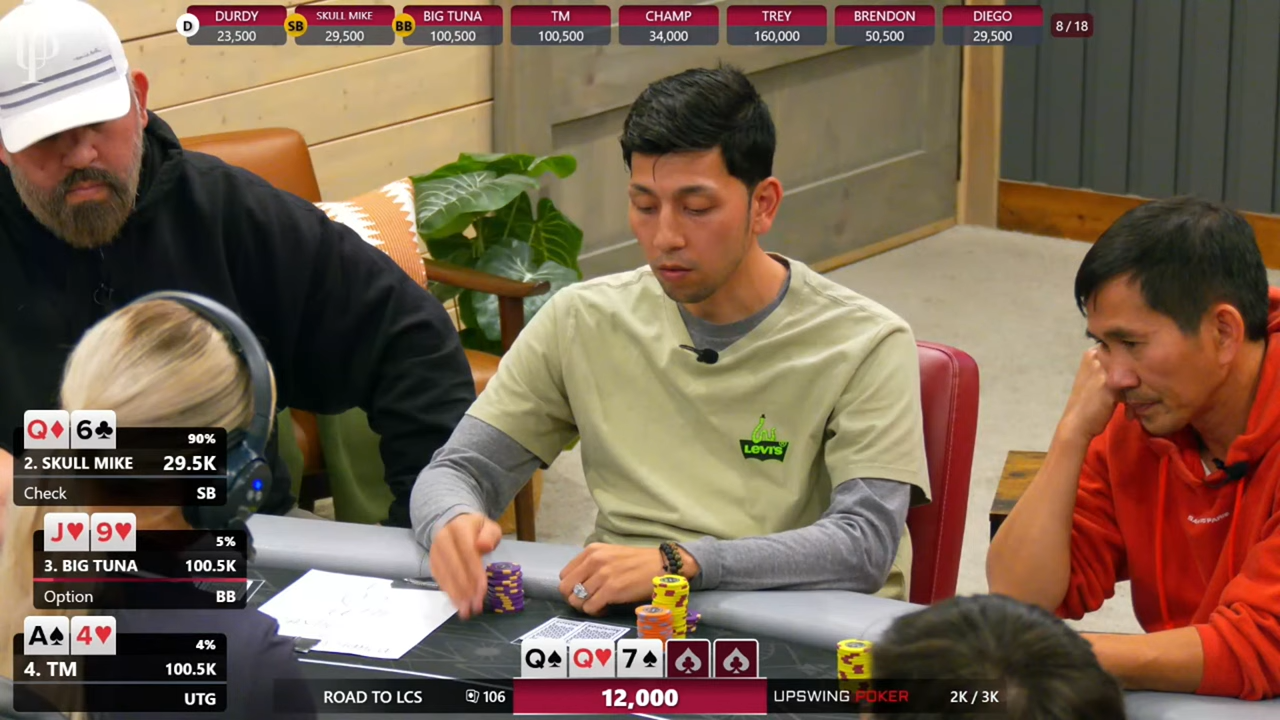 D DURDY SB SKULL MIKE BB BIG TUNA TM CHAMP TREY BRENDON DIEGO 8 / 18
23,500 29,500 100,500 100,500 34,000 160,000 50,500 29,500
LEVI'S
Q♦ 6♣ 90%
2. SKULL MIKE 29.5K
Check SB
J♥ 9♥ 5%
3. BIG TUNA 100.5K
Option BB
A♠ 4♥ 4%
4. TM 100.5K
UTG
Q♠ Q♥ 7♠
ROAD TO LCS 106 12,000 UPSWING POKER 2K / 3K